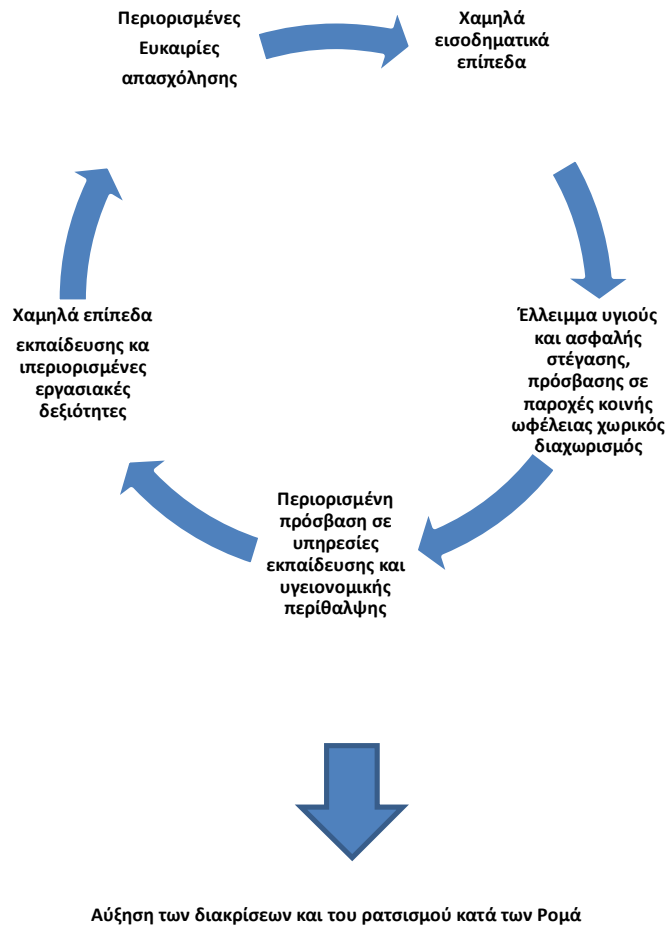 Περιορισμένες
Ευκαιρίες
απασχόλησης
Χαμηλά
εισοδηματικά
επίπεδα
Έλλειμμα υγιούς
και ασφαλής
στέγασης,
πρόσβασης σε
παροχές κοινής
ωφέλειας χωρικός
διαχωρισμός
Περιορισμένη
πρόσβαση σε
υπηρεσίες
εκπαίδευσης και
υγειονομικής
περίθαλψης
Χαμηλά επίπεδα
εκπαίδευσης κα
ιπεριορισμένες
εργασιακές
δεξιότητες
Αύξηση των διακρίσεων και του ρατσισμού κατά των Ρομά